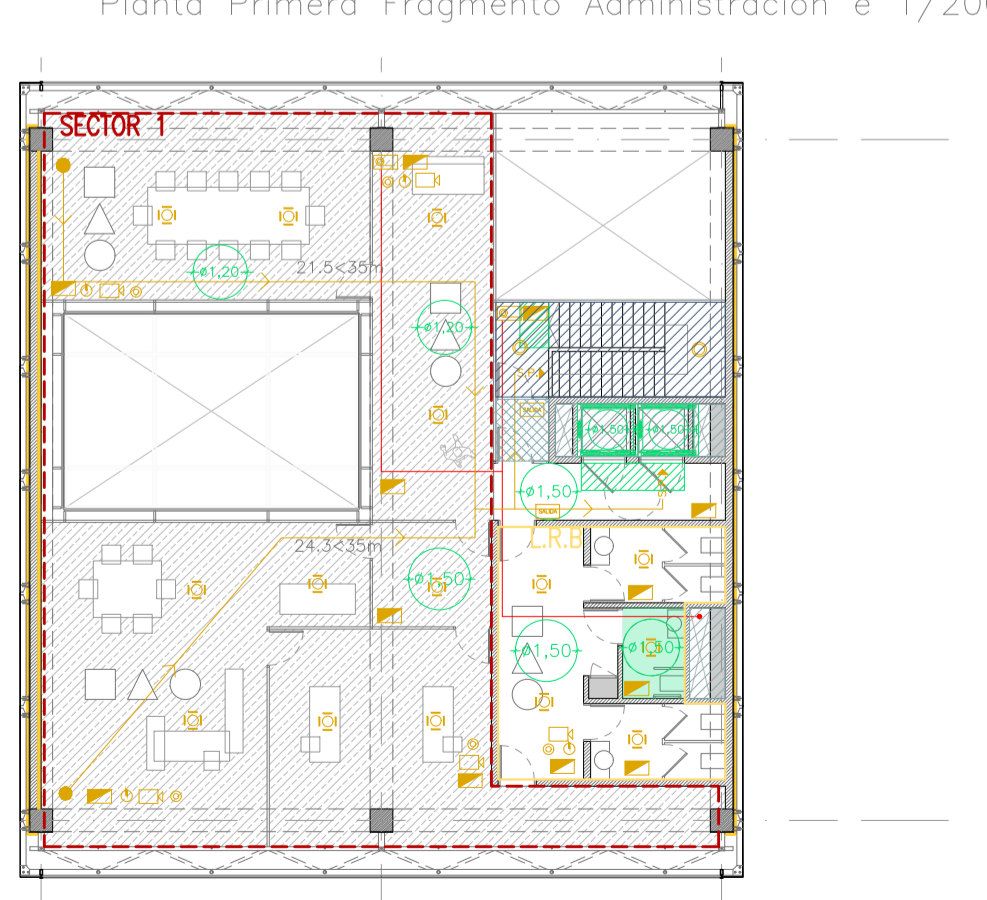 Planta Primera Fragmento Administración e 1/200
SECTOR 1
21.5<35m
ø1,20
ø1,20
S.P.
SALIDA
ø1,50
ø1,50
ø1,50
S.P.
SALIDA
L.R.B
24.3<35m
ø1,50
ø1,50
ø1,50